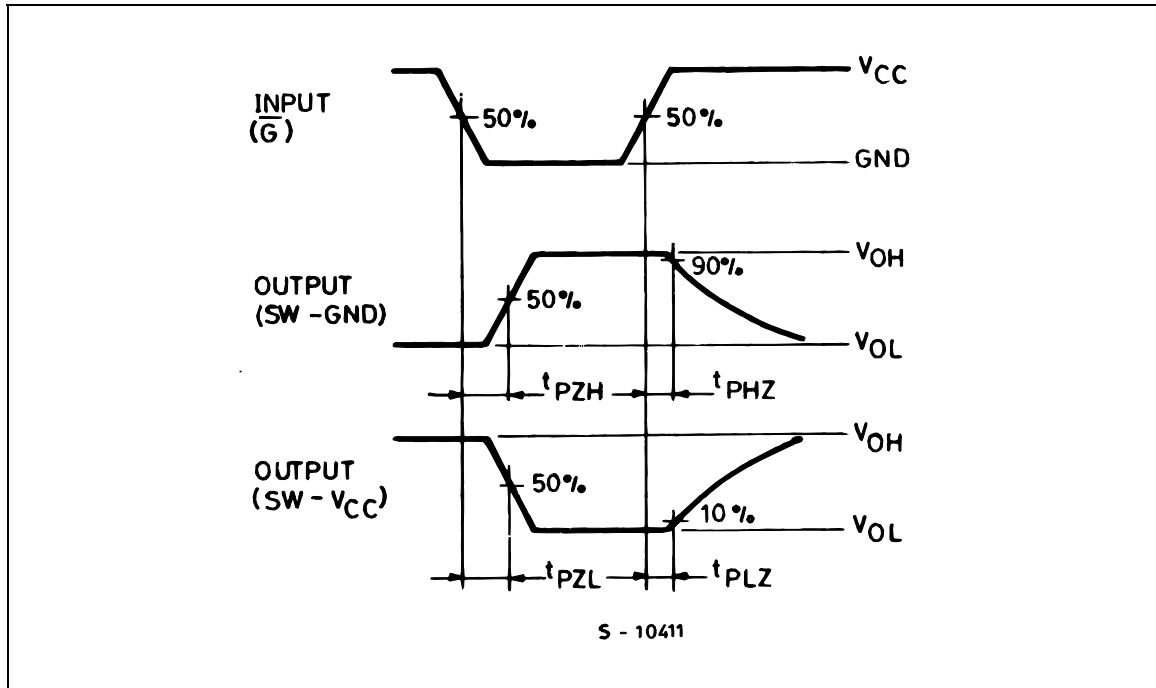 INPUT
(G̅)
50%
50%
VCC
GND
OUTPUT
(SW - GND)
50%
90%
VOH
VOL
tPZH
tPHZ
OUTPUT
(SW - VCC)
50%
10%
VOH
VOL
tPZL
tPLZ
S - 10411